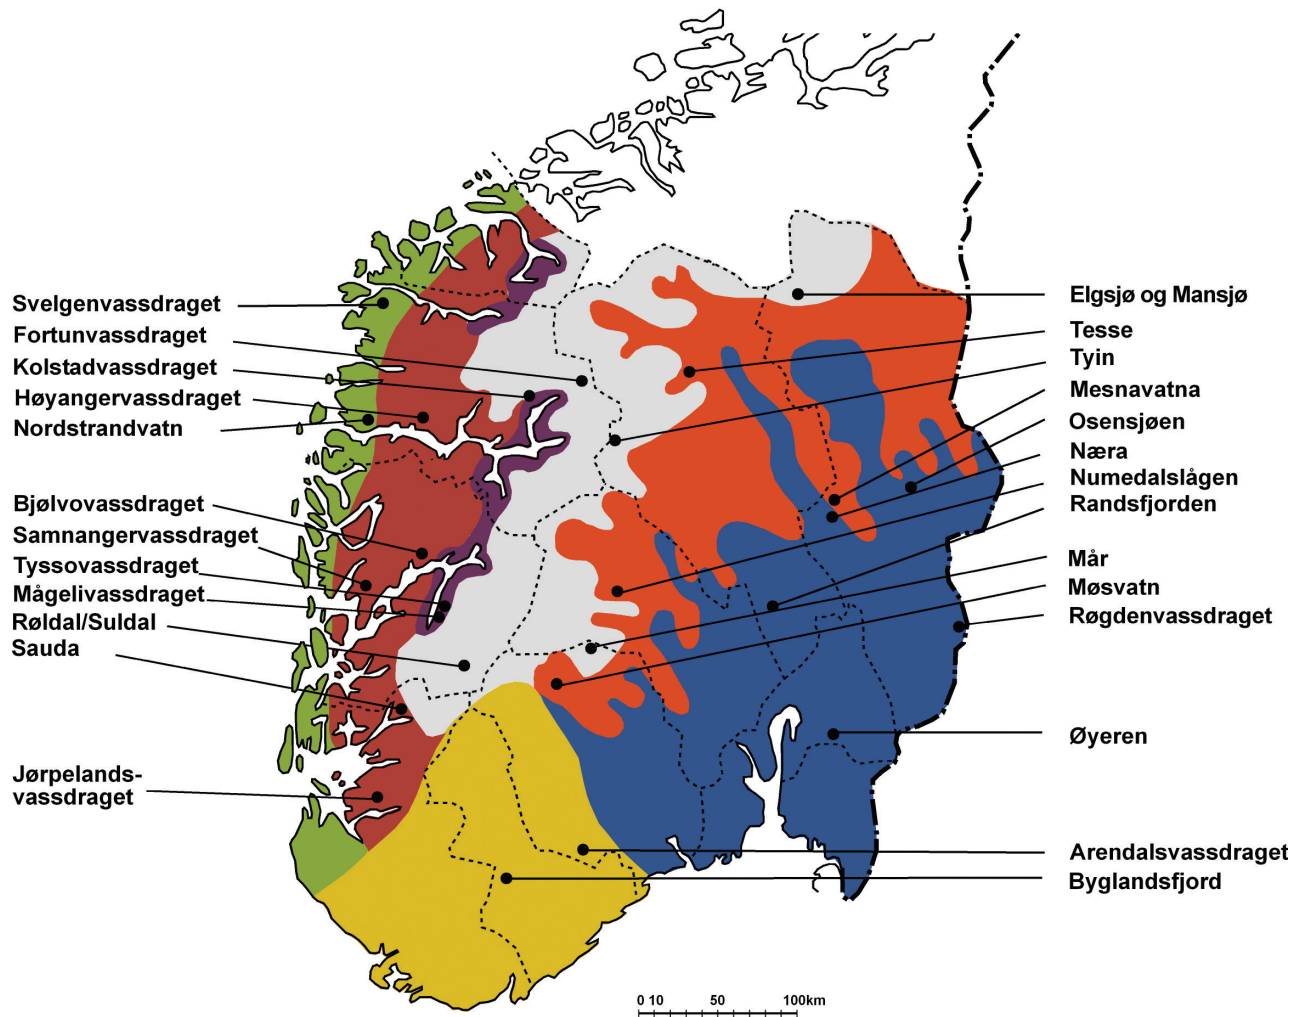 Svelgenvassdraget
Fortunvassdraget
Kolstadvassdraget
Høyangervassdraget
Nordstrandvatn
Bjølvovassdraget
Samnangervassdraget
Tyssovassdraget
Mågelivassdraget
Røldal/Suldal
Sauda
Jørpelands-
vassdraget
Elgsjø og Mansjø
Tesse
Tyin
Mesnavatna
Osensjøen
Næra
Numedalslågen
Randsfjorden
Mår
Møsvatn
Røgdenvassdraget
Øyeren
Arendalsvassdraget
Byglandsfjord
0 10 50 100km